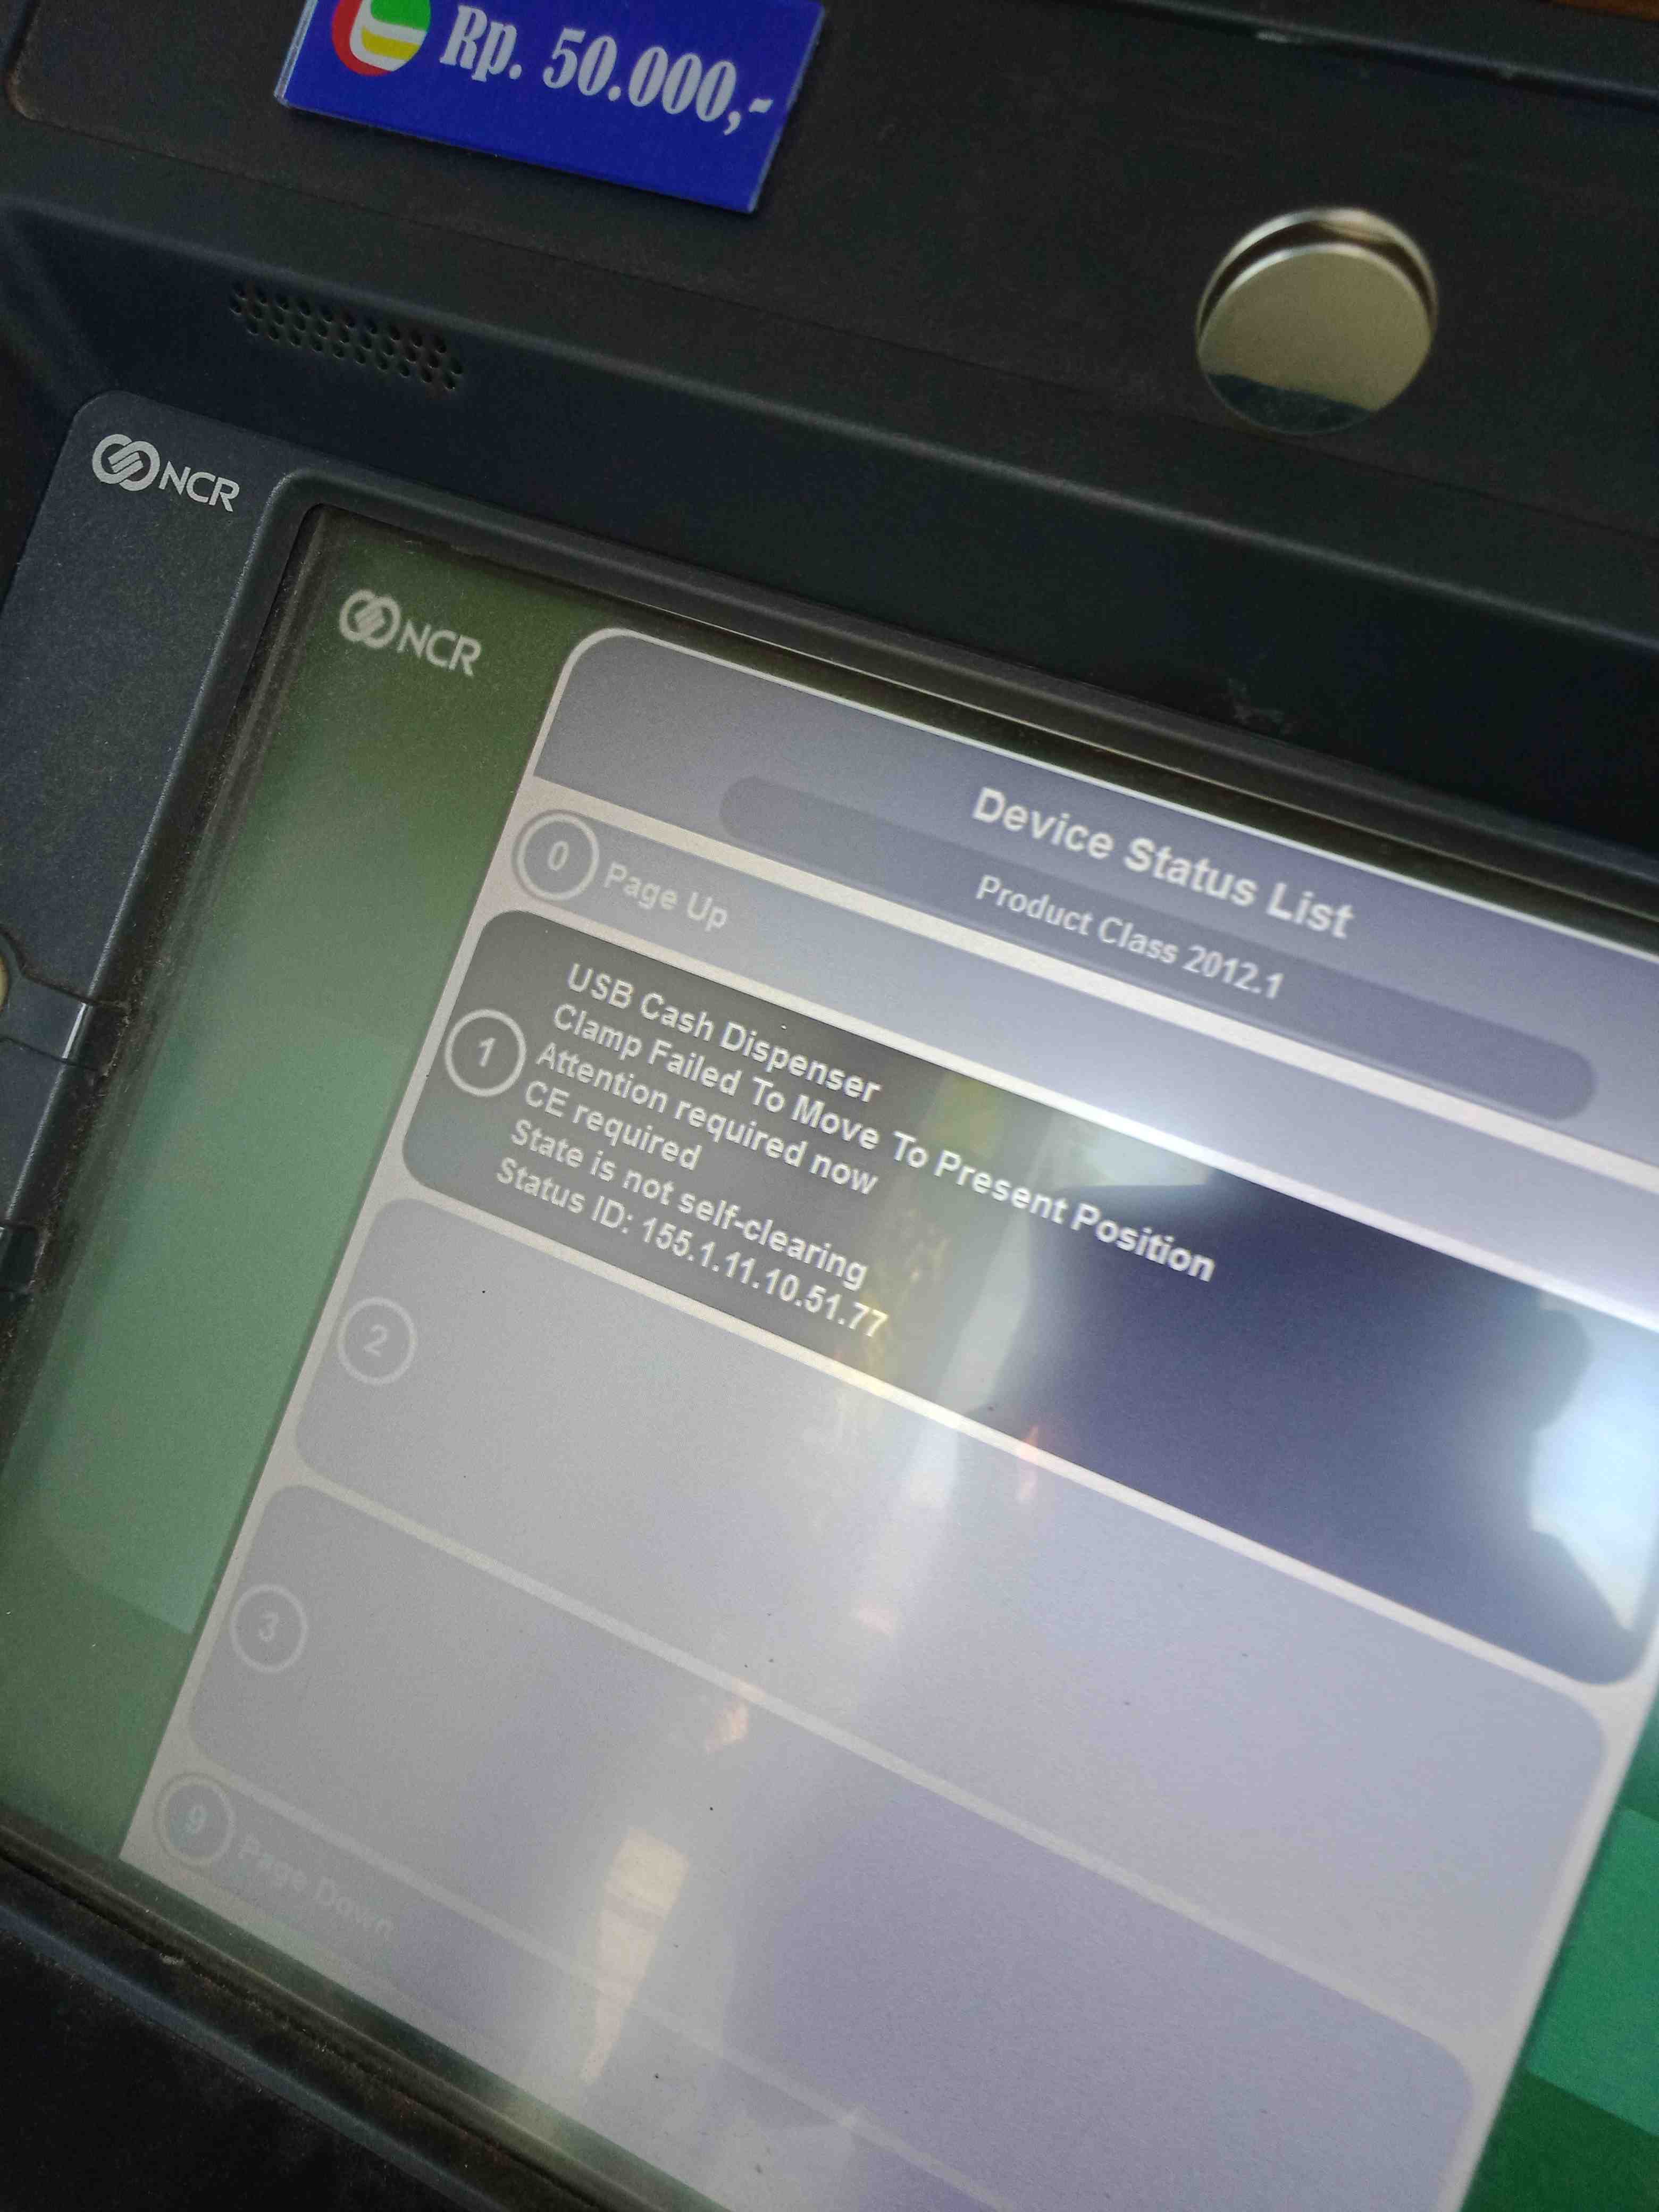 Rp. 50.000,-
NCR
NCR
Device Status List
Product Class 2012.1
0 Page Up
1
USB Cash Dispenser
Clamp Failed To Move To Present Position
Attention required now
CE required
State is not self-clearing
Status ID: 155.1.11.10.51.77
2
3
9 Page Down